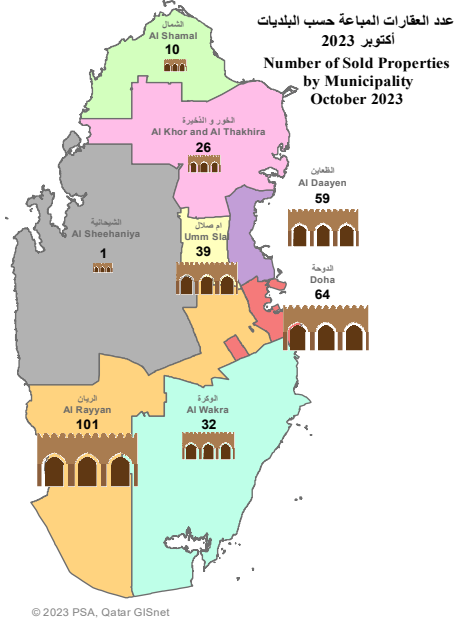 عدد العقارات المباعة حسب البلديات
أكتوبر 2023
Number of Sold Properties
by Municipality
October 2023
الشمال
Al Shamal
10
الخور و الذخيرة
Al Khor and Al Thakhira
26
الظعاين
Al Daayen
59
الشيحانية
Al Sheehaniya
1
ام صلال
Umm Slal
39
الدوحة
Doha
64
الريان
Al Rayyan
101
الوكرة
Al Wakra
32
© 2023 PSA, Qatar GISnet